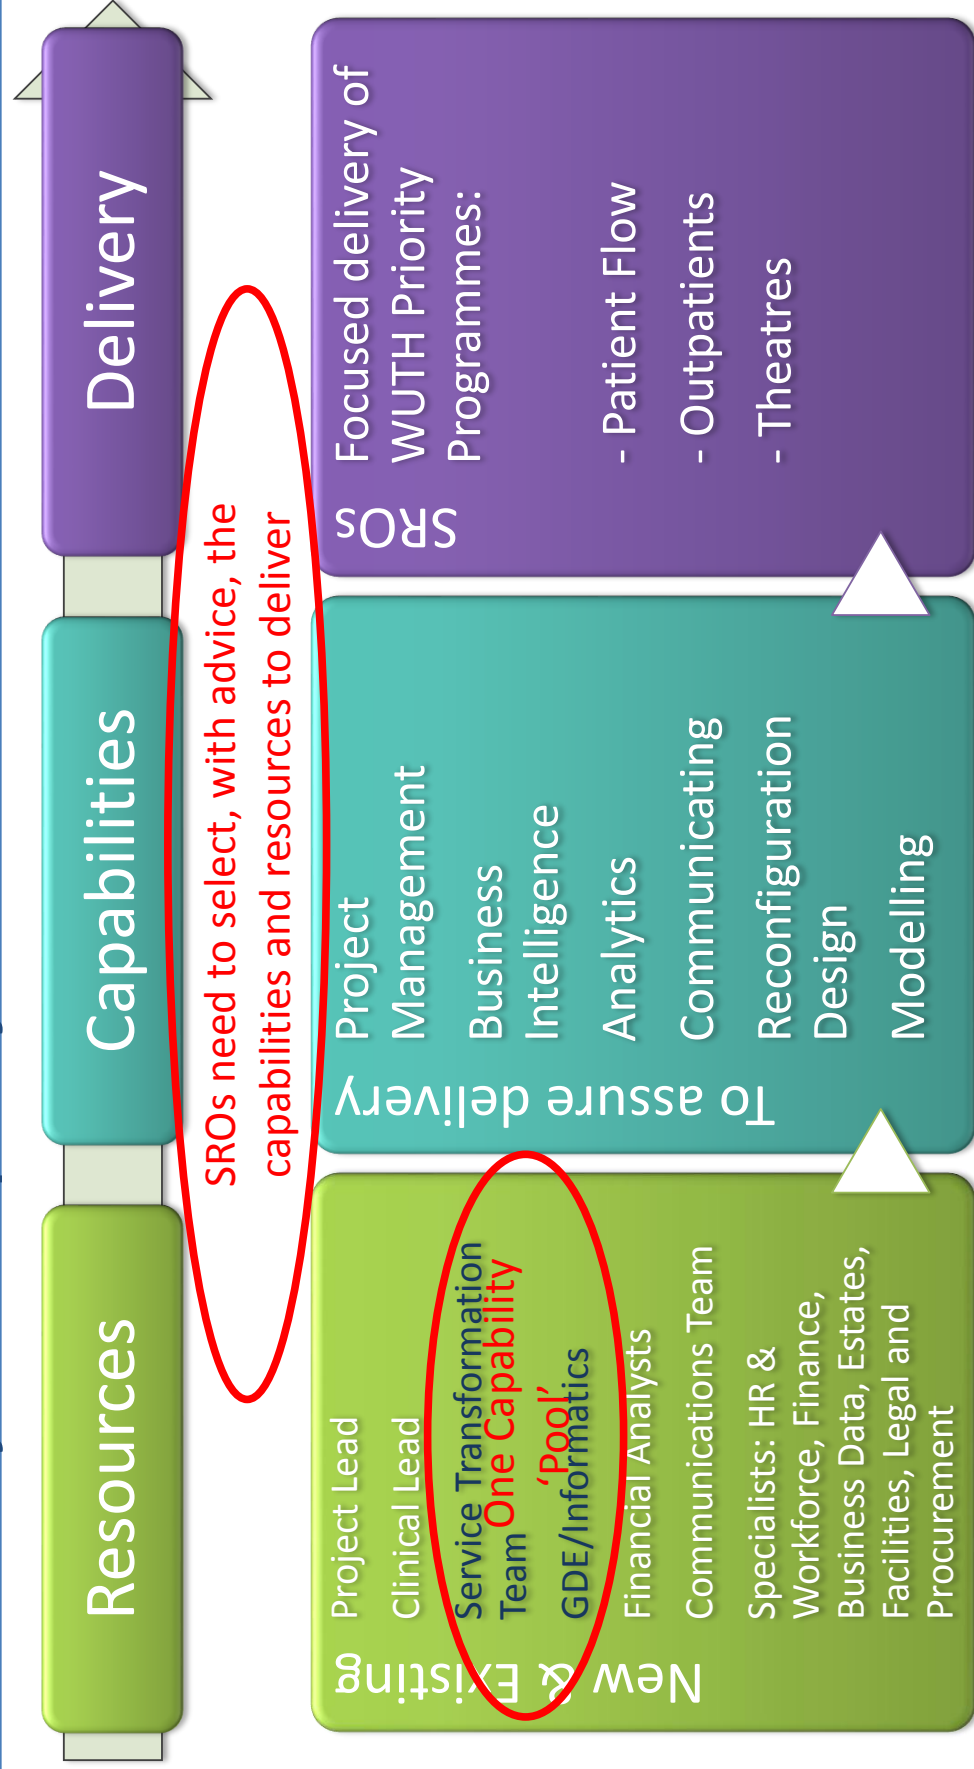 Resources
Capabilities
Delivery
SROs need to select, with advice, the
capabilities and resources to deliver
New & Existing
Project Lead
Clinical Lead
Service Transformation
Team
One Capability
‘Pool’
GDE/Informatics
Financial Analysts
Communications Team
Specialists: HR &
Workforce, Finance,
Business Data, Estates,
Facilities, Legal and
Procurement
To assure delivery
Project
Management
Business
Intelligence
Analytics
Communicating
Reconfiguration
Design
Modelling
SROs
Focused delivery of
WUTH Priority
Programmes:
- Patient Flow
- Outpatients
- Theatres